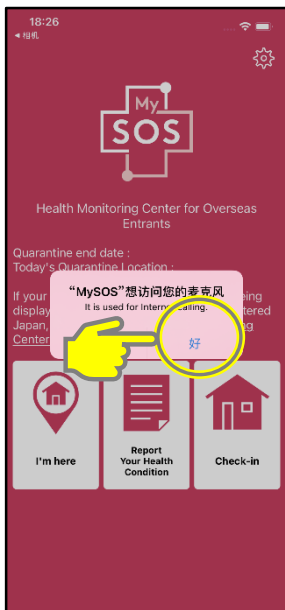 18:26
◀相机
My
SOS
Health Monitoring Center for Overseas
Entrants
Quarantine end date :
Today's Quarantine Location :
“MySOS”想访问您的麦克风
It is used for Internet calling.
If your
being
display
Japan,
Center
好
I'm here
Report
Your Health
Condition
Check-in